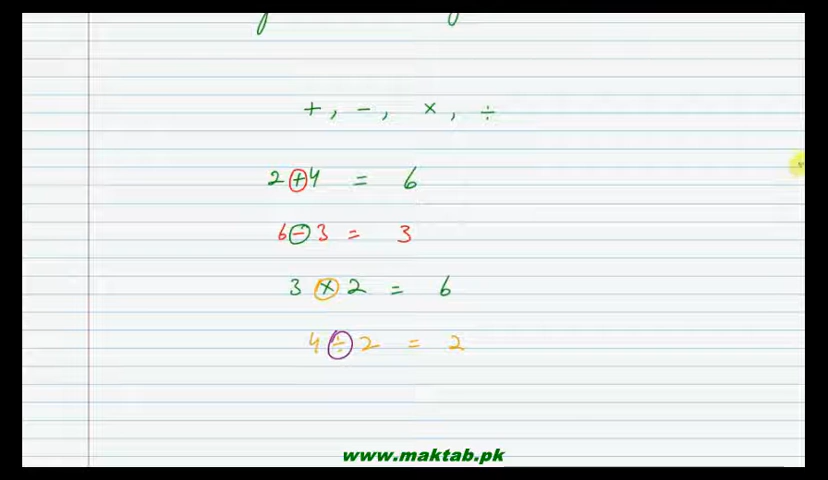 +, -, ×, ÷
2+4 = 6
6-3 = 3
3 × 2 = 6
4 ÷ 2 = 2
www.maktab.pk